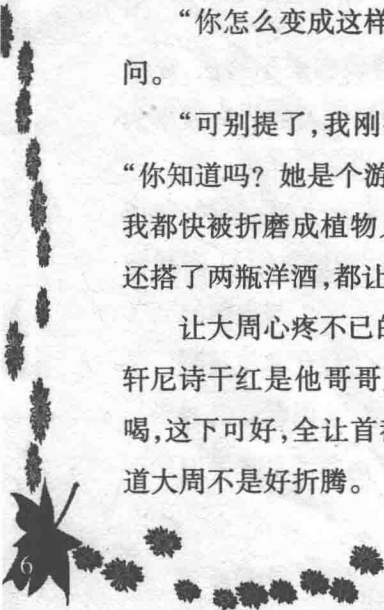 “你怎么变成这样
问。
“可别提了,我刚
“你知道吗？她是个游
我都快被折磨成植物
还搭了两瓶洋酒,都让
让大周心疼不已的
轩尼诗干红是他哥哥
喝,这下可好,全让首
道大周不是好折腾。
6